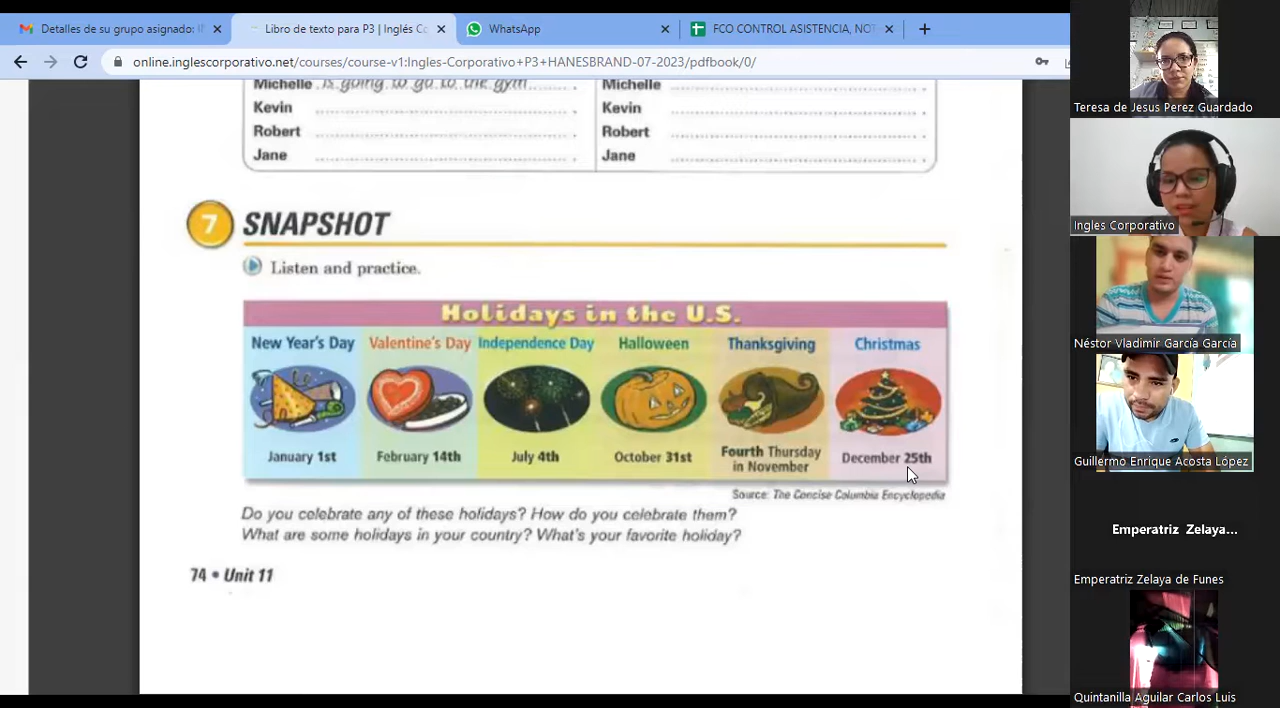 Detalles de su grupo asignado: I
Libro de texto para P3 | Inglés Co
WhatsApp
FCC CONTROL ASISTENCIA, NOT
online.inglescorporativo.net/courses/course-v1:Ingles-Corporativ+P3+HANESBRAND-07-2023/pdfbook/0/
Michelle is going to go to the gym.
Kevin
Robert
Jane
Michelle
Kevin
Robert
Jane
7 SNAPSHOT
Listen and practice.
Holidays in the U.S.
New Year's Day Valentine's Day Independence Day Halloween Thanksgiving Christmas
January 1st February 14th July 4th October 31st Fourth Thursday in November December 25th
Source: The Concise Columbia Encyclopedia
Do you celebrate any of these holidays? How do you celebrate them?
What are some holidays in your country? What's your favorite holiday?
74 • Unit 11
Teresa de Jesus Perez Guardado
Ingles Corporativo
Néstor Vladimir García García
Guillermo Enrique Acosta López
Emperatriz Zelaya...
Emperatriz Zelaya de Funes
Quintanilla Aguilar Carlos Luis